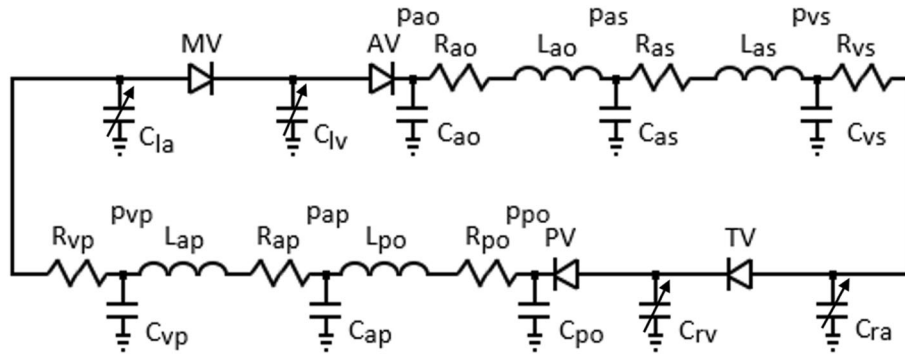 pao pas pvs
MV AV Rao Lao Ras Las Rvs
Cla Clv Cao Cas Cvs
pvp pap ppo
Rvp Lap Rap Lpo Rpo PV TV
Cvp Cap Cpo Crv Cra